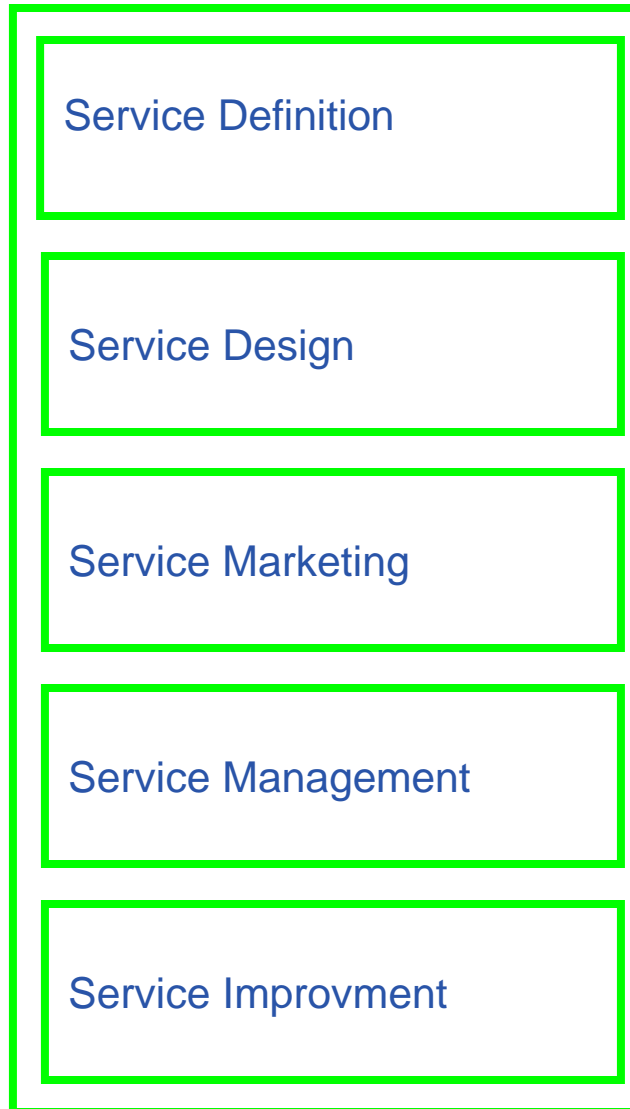 Service Definition
Service Design
Service Marketing
Service Management
Service Improvment